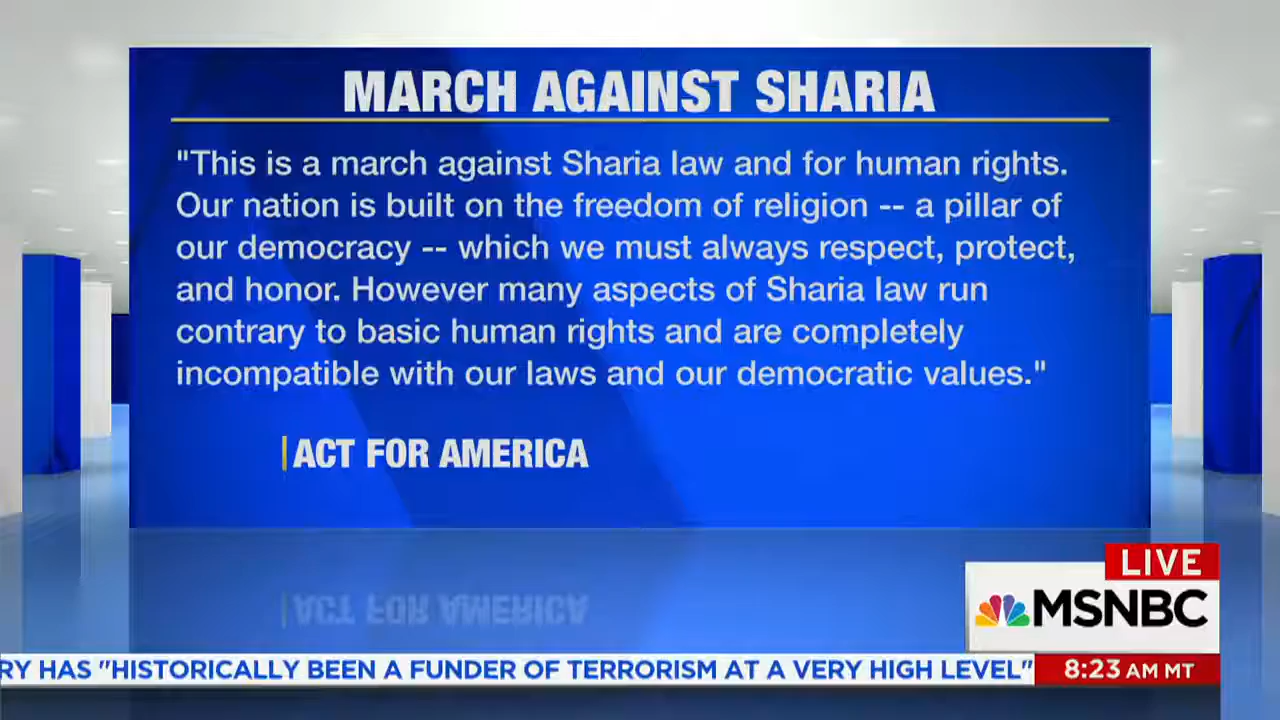 MARCH AGAINST SHARIA
"This is a march against Sharia law and for human rights.
Our nation is built on the freedom of religion -- a pillar of
our democracy -- which we must always respect, protect,
and honor. However many aspects of Sharia law run
contrary to basic human rights and are completely
incompatible with our laws and our democratic values."
ACT FOR AMERICA
ACT FOR AMERICA
LIVE
MSNBC
RY HAS "HISTORICALLY BEEN A FUNDER OF TERRORISM AT A VERY HIGH LEVEL"
8:23 AM MT